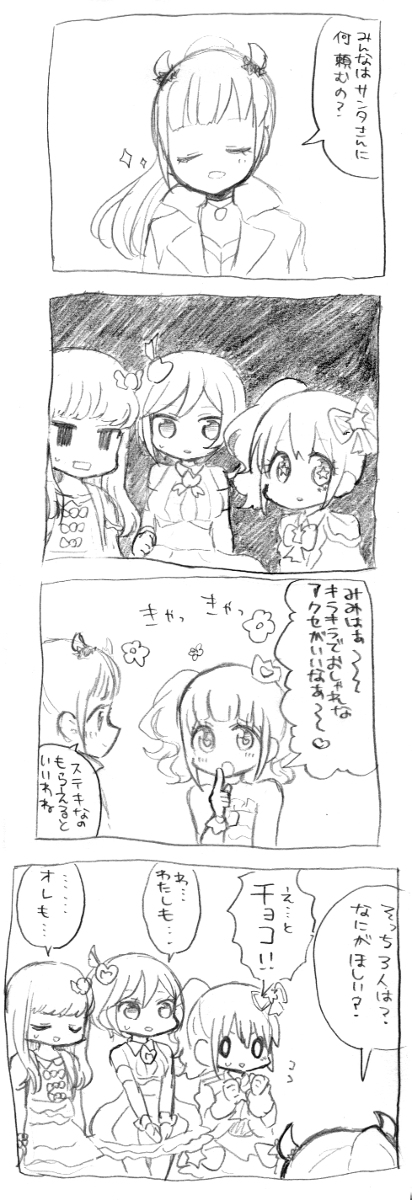 みんなはサンタさんに
何頼むの？
みみはぁ〜〜
キラキラでおしゃれな
アクセがいいなぁ〜〜♡
きゃっ
きゃっ
ステキなの
もらえると
いいわね
そっち3人は？
なにがほしい？
え…と
チョコ!!
わ…
わたしも…
……
オレも…